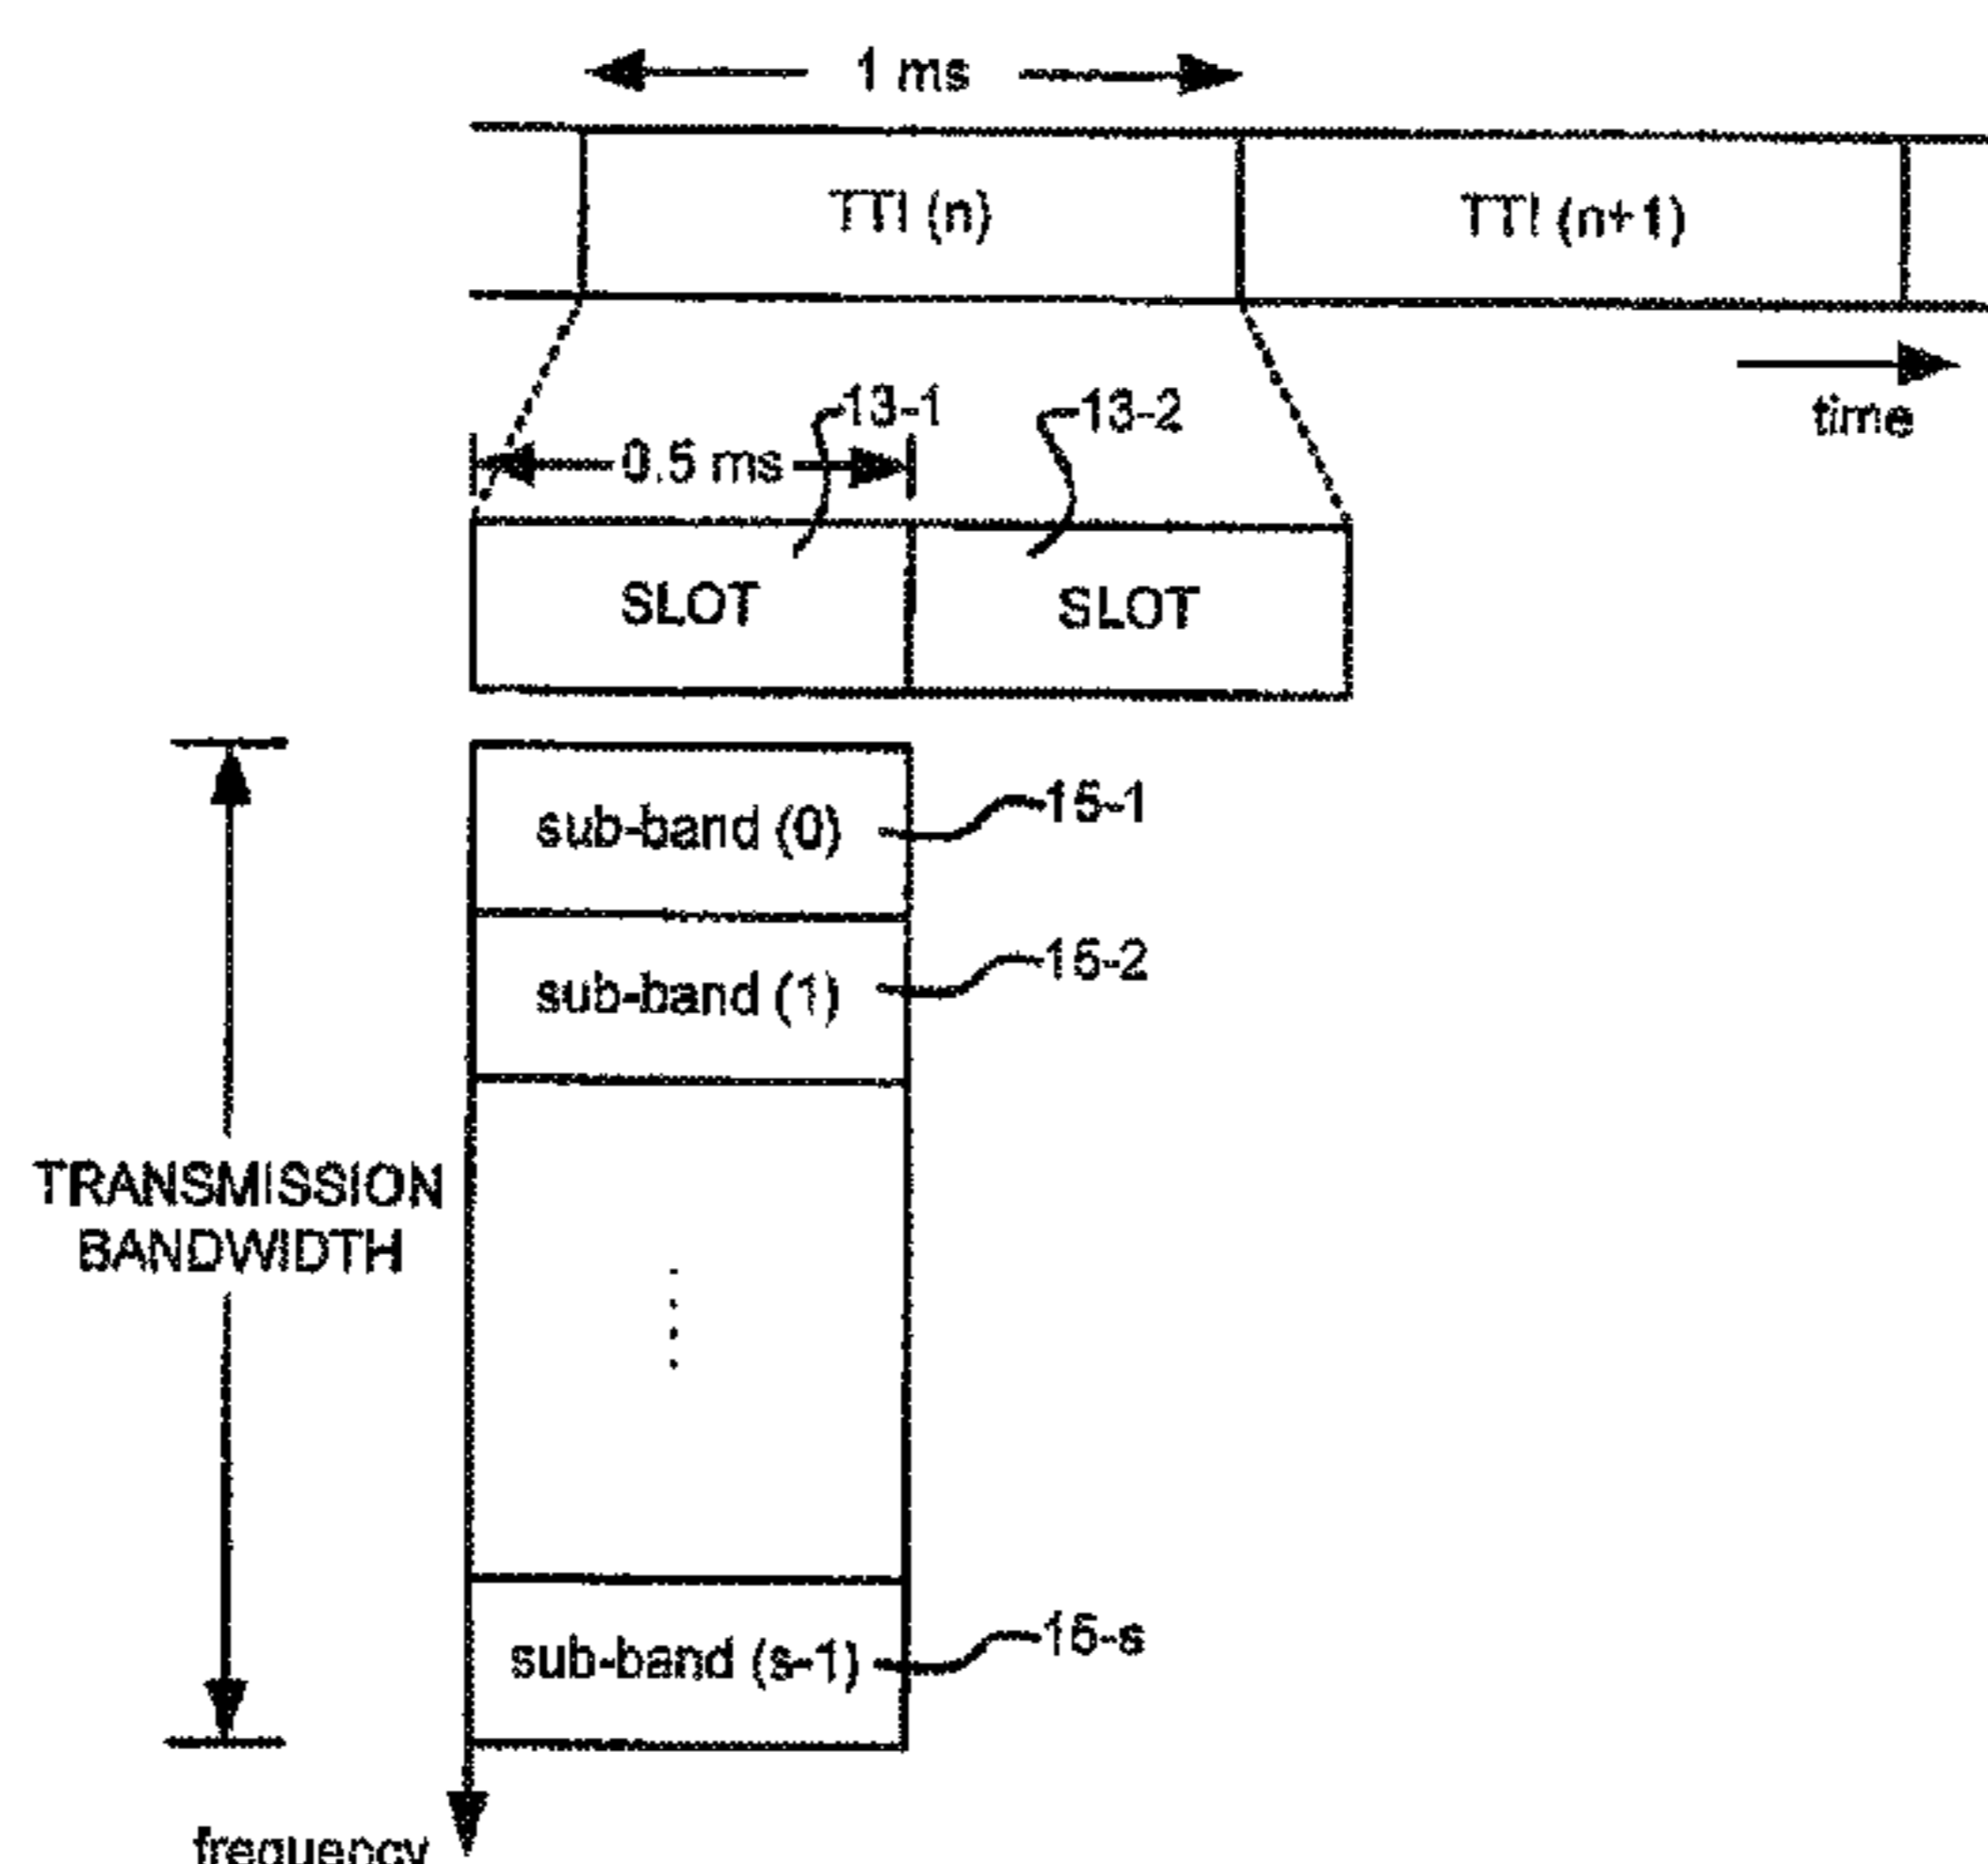 1 ms
TTI (n)
TTI (n+1)
time
13-1
13-2
0.5 ms
SLOT
SLOT
sub-band (0)
15-1
sub-band (1)
15-2
TRANSMISSION
BANDWIDTH
sub-band (s-1)
15-s
frequency